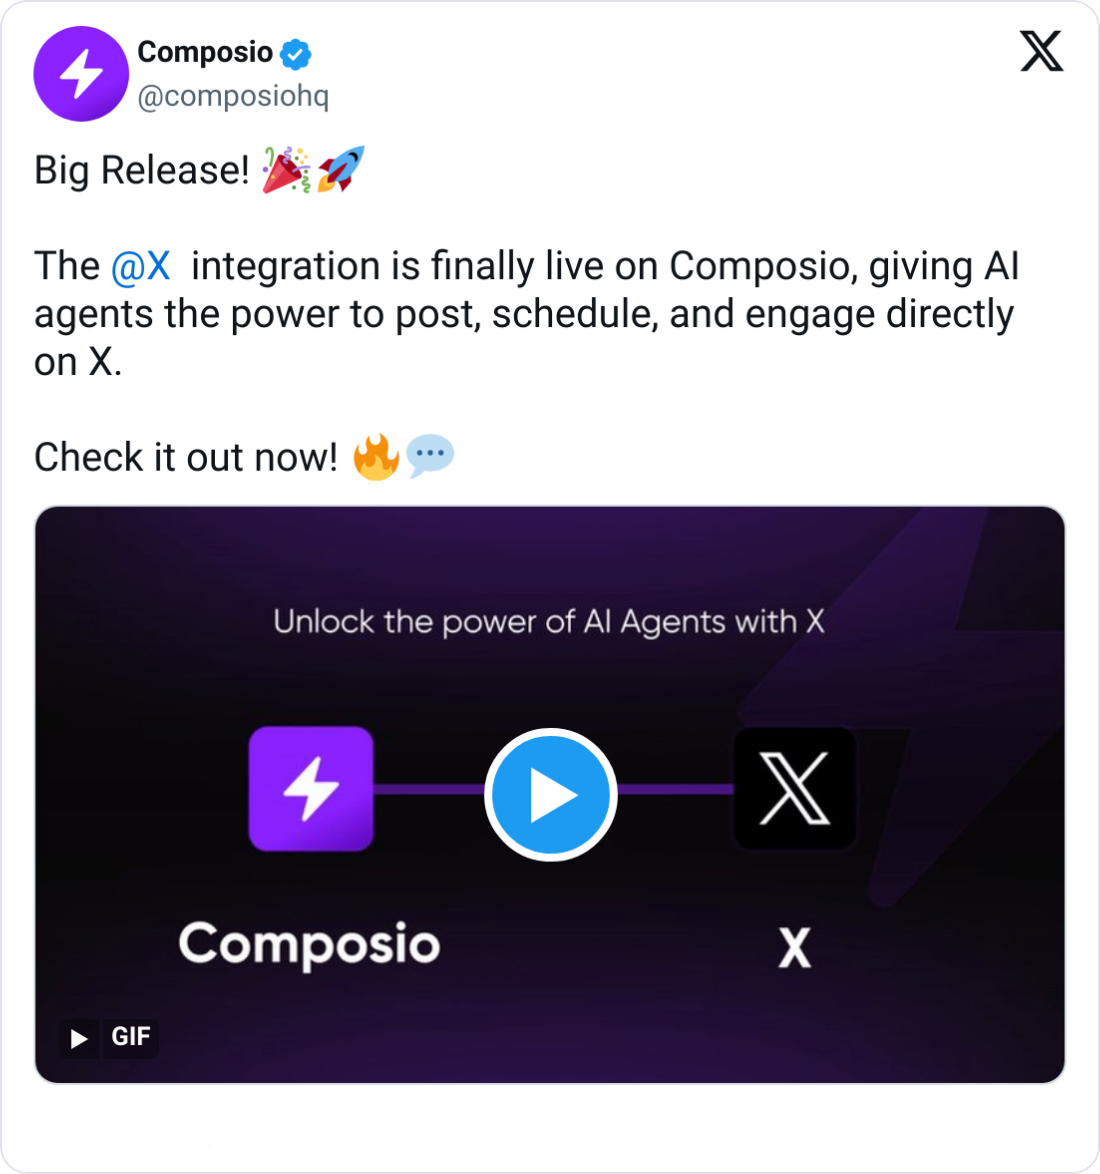 Composio
@composiohq
Big Release! 🎉🚀
The @X integration is finally live on Composio, giving AI
agents the power to post, schedule, and engage directly
on X.
Check it out now! 🔥💬
Unlock the power of AI Agents with X
Composio
X
GIF